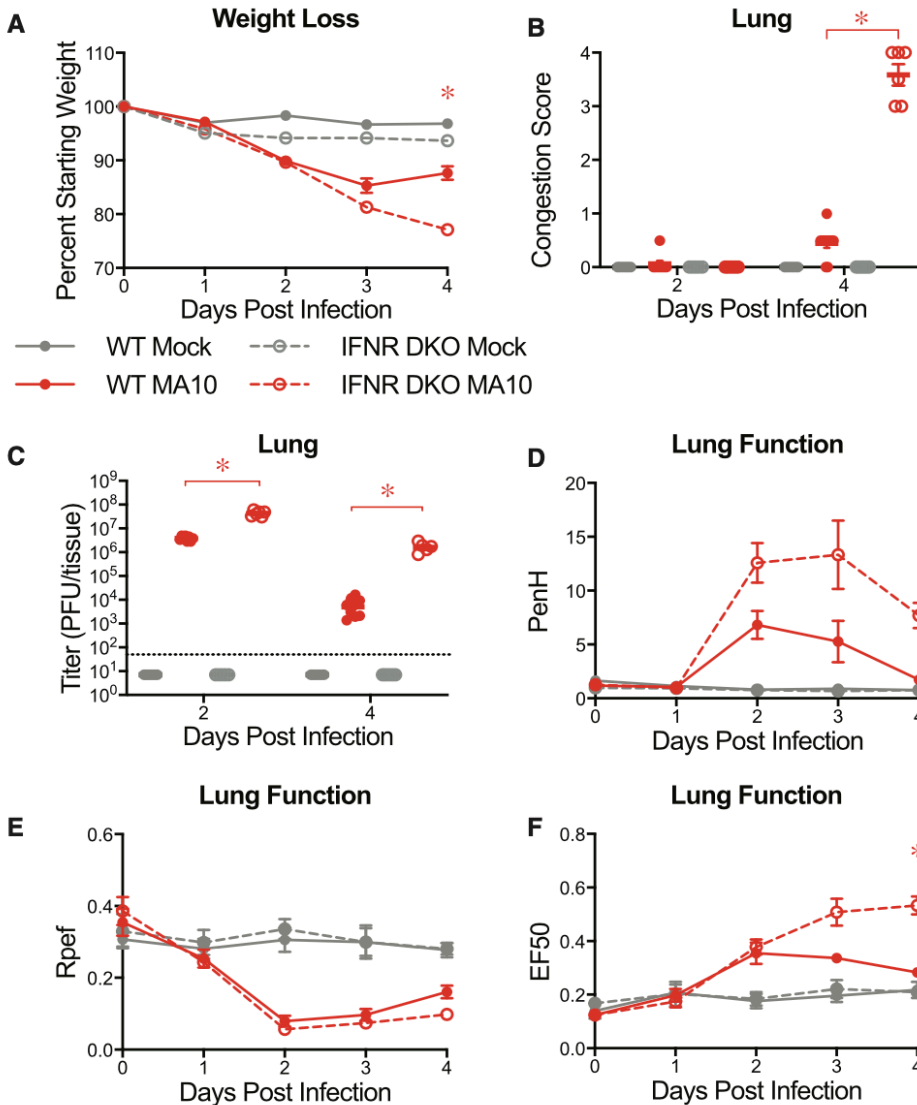 A
Weight Loss
110
100
90
80
70
Percent Starting Weight
*
0 1 2 3 4
Days Post Infection
B
Lung
*
4
3
2
1
0
Congestion Score
2 4
Days Post Infection
WT Mock
IFNR DKO Mock
WT MA10
IFNR DKO MA10
C
Lung
* *
10⁹
10⁸
10⁷
10⁶
10⁵
10⁴
10³
10²
10¹
10⁰
Titer (PFU/tissue)
2 4
Days Post Infection
D
Lung Function
20
15
10
5
0
PenH
0 1 2 3 4
Days Post Infection
E
Lung Function
0.6
0.4
0.2
0.0
Rpef
0 1 2 3 4
Days Post Infection
F
Lung Function
0.8
0.6
0.4
0.2
0.0
EF50
*
0 1 2 3 4
Days Post Infection